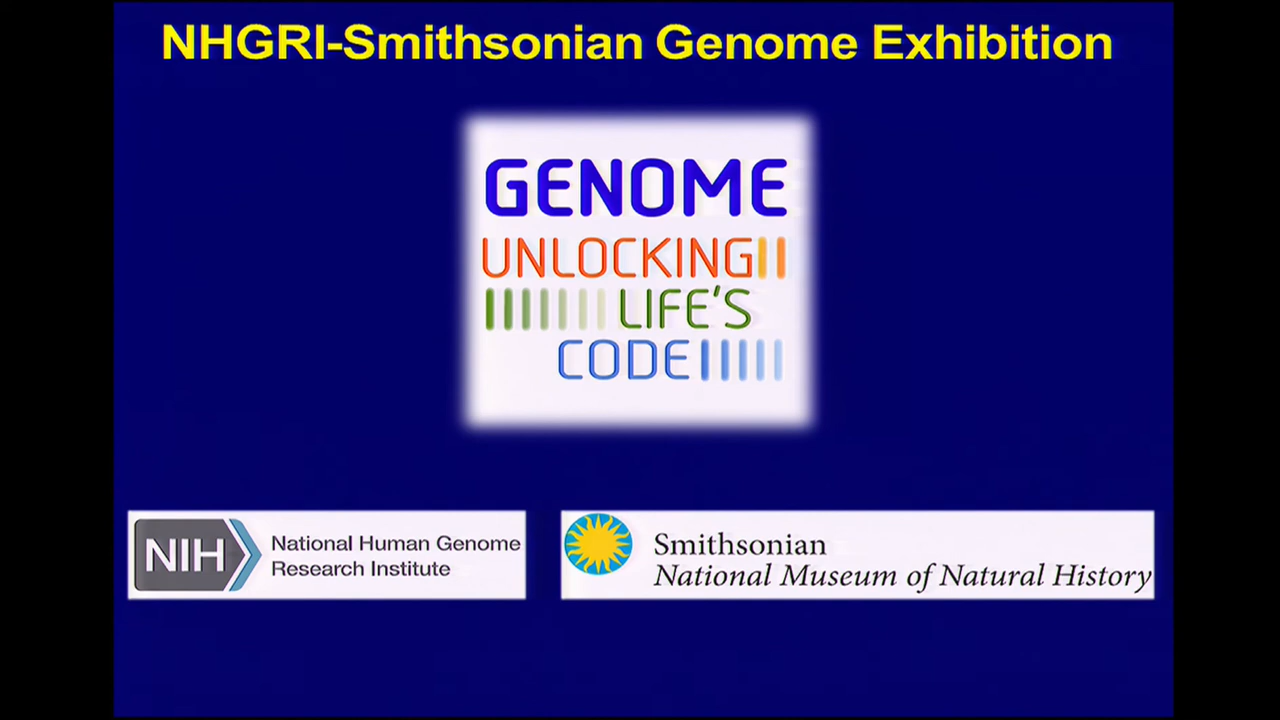 NHGRI-Smithsonian Genome Exhibition
GENOME
UNLOCKING
LIFE'S
CODE
NIH
National Human Genome
Research Institute
Smithsonian
National Museum of Natural History